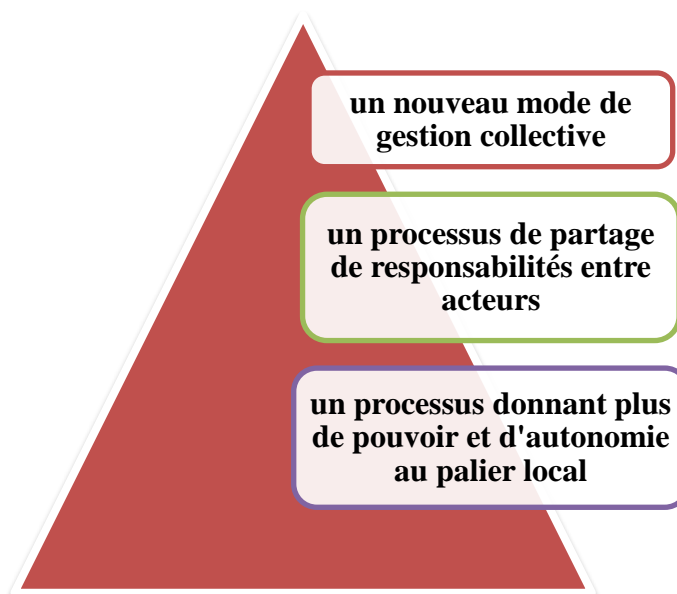 un nouveau mode de
gestion collective
un processus de partage
de responsabilités entre
acteurs
un processus donnant plus
de pouvoir et d'autonomie
au palier local